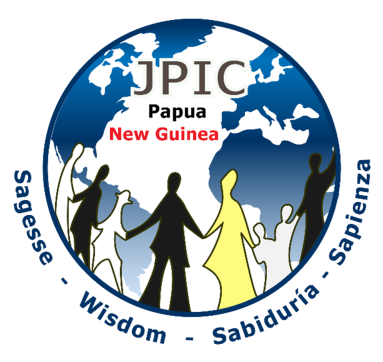 JPIC
Papua
New Guinea
Sagesse - Wisdom - Sabiduría - Sapienza